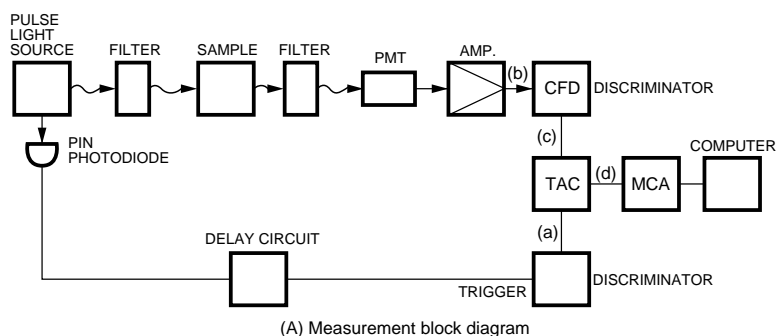 PULSE
LIGHT
SOURCE
FILTER
SAMPLE
FILTER
PMT
AMP.
(b)
CFD
DISCRIMINATOR
PIN
PHOTODIODE
(c)
COMPUTER
TAC
(d)
MCA
(a)
DELAY CIRCUIT
TRIGGER
DISCRIMINATOR
(A) Measurement block diagram